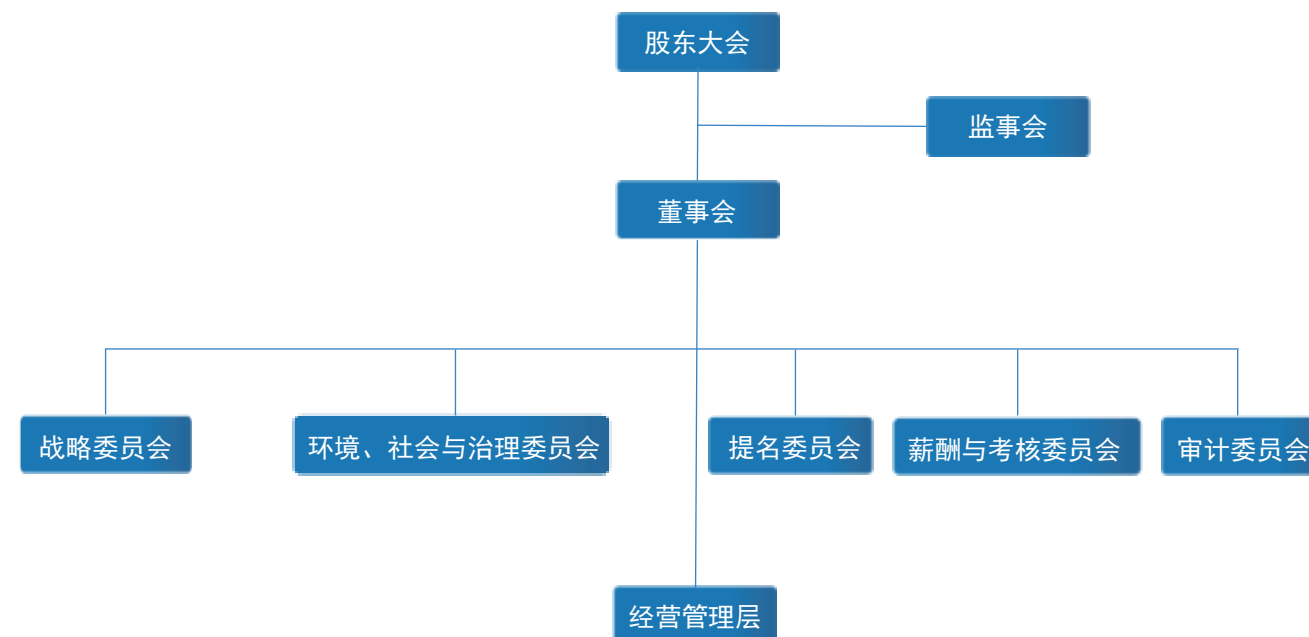 股东大会
监事会
董事会
战略委员会
环境、社会与治理委员会
提名委员会
薪酬与考核委员会
审计委员会
经营管理层